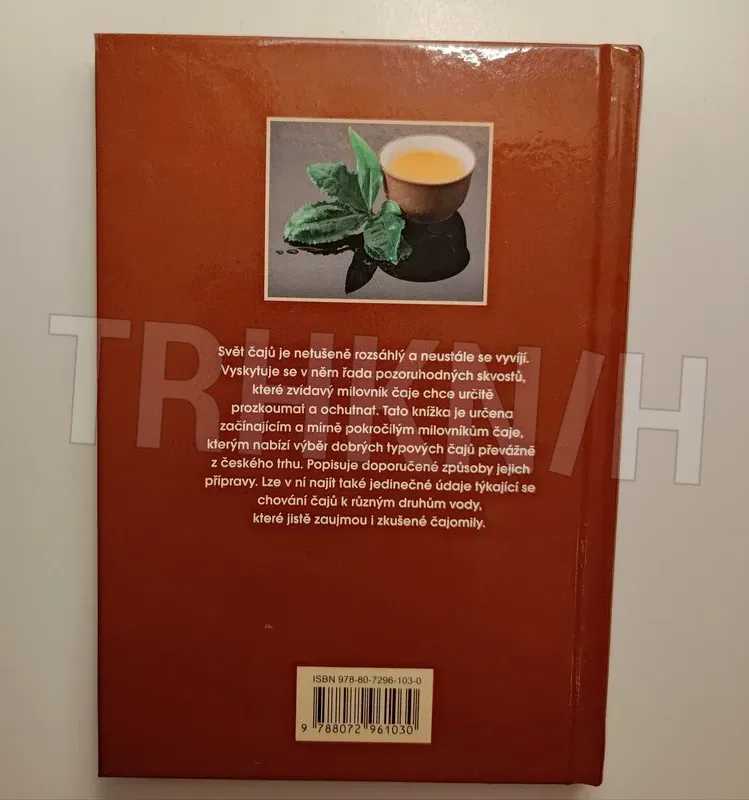 Svět čajů je netušeně rozsáhlý a neustále se vyvíjí.
Vyskytuje se v něm řada pozoruhodných skvostů,
které zvídavý milovník čaje chce určitě
prozkoumat a ochutnat. Tato knížka je určena
začínajícím a mírně pokročilým milovníkům čaje,
kterým nabízí výběr dobrých typových čajů převážně
z českého trhu. Popisuje doporučené způsoby jejich
přípravy. Lze v ní najít také jedinečné údaje týkající se
chování čajů k různým druhům vody,
které jistě zaujmou i zkušené čajomily.
TRHKN/H
ISBN 978-80-7296-103-0
9 788072 961030